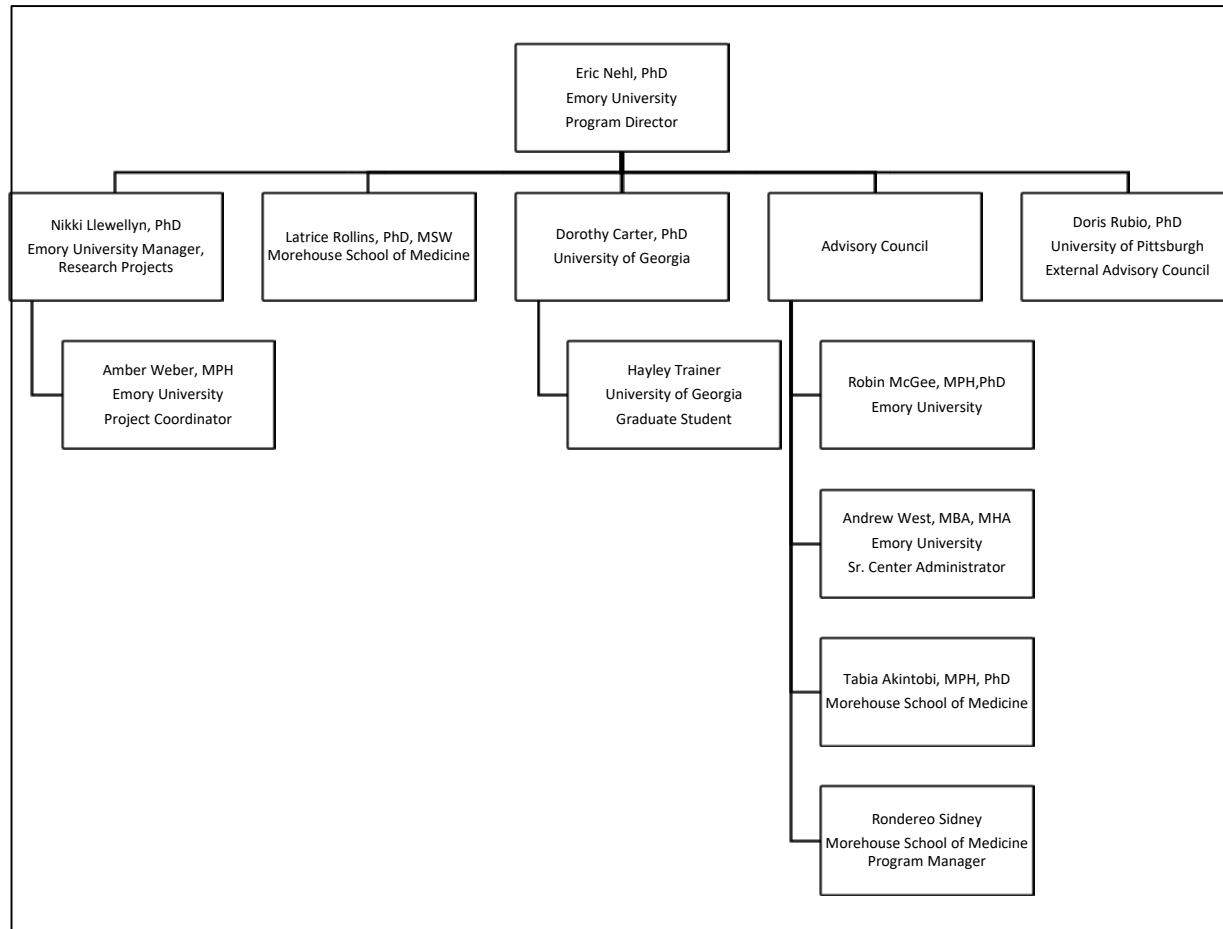 Eric Nehl, PhD
Emory University
Program Director
Nikki Llewellyn, PhD
Emory University Manager,
Research Projects
Latrice Rollins, PhD, MSW
Morehouse School of Medicine
Dorothy Carter, PhD
University of Georgia
Advisory Council
Doris Rubio, PhD
University of Pittsburgh
External Advisory Council
Amber Weber, MPH
Emory University
Project Coordinator
Hayley Trainer
University of Georgia
Graduate Student
Robin McGee, MPH,PhD
Emory University
Andrew West, MBA, MHA
Emory University
Sr. Center Administrator
Tabia Akintobi, MPH, PhD
Morehouse School of Medicine
Rondereo Sidney
Morehouse School of Medicine
Program Manager